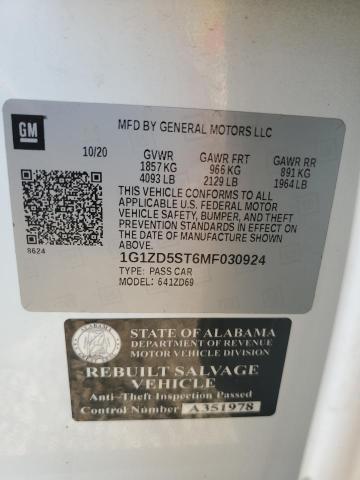 GM
MFD BY GENERAL MOTORS LLC
10/20 GVWR GAWR FRT GAWR RR
1857 KG 966 KG 891 KG
4093 LB 2129 LB 1964 LB
THIS VEHICLE CONFORMS TO ALL
APPLICABLE U.S. FEDERAL MOTOR
VEHICLE SAFETY, BUMPER, AND THEFT
PREVENTION STANDARDS IN EFFECT ON
THE DATE OF MANUFACTURE SHOWN ABOVE.
8624
1G1ZD5ST6MF030924
TYPE: PASS CAR
MODEL: 641ZD69
ALABAMA
STATE OF ALABAMA
DEPARTMENT OF REVENUE
MOTOR VEHICLE DIVISION
REBUILT SALVAGE
VEHICLE
Anti-Theft Inspection Passed
Control Number A351978